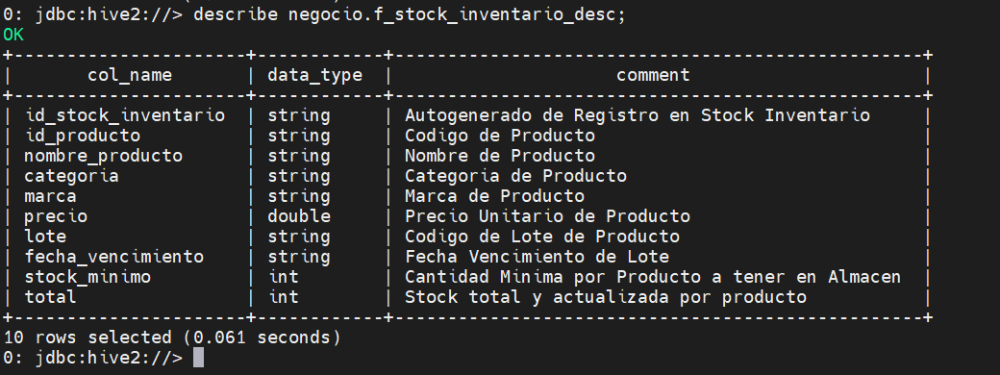 0: jdbc:hive2://> describe negocio.f_stock_inventario_desc;
OK
+----------------------+------------+--------------------------------------------------+
| col_name | data_type | comment |
+----------------------+------------+--------------------------------------------------+
| id_stock_inventario | string | Autogenerado de Registro en Stock Inventario |
| id_producto | string | Codigo de Producto |
| nombre_producto | string | Nombre de Producto |
| categoria | string | Categoria de Producto |
| marca | string | Marca de Producto |
| precio | double | Precio Unitario de Producto |
| lote | string | Codigo de Lote de Producto |
| fecha_vencimiento | string | Fecha Vencimiento de Lote |
| stock_minimo | int | Cantidad Minima por Producto a tener en Almacen |
| total | int | Stock total y actualizada por producto |
+----------------------+------------+--------------------------------------------------+
10 rows selected (0.061 seconds)
0: jdbc:hive2://>